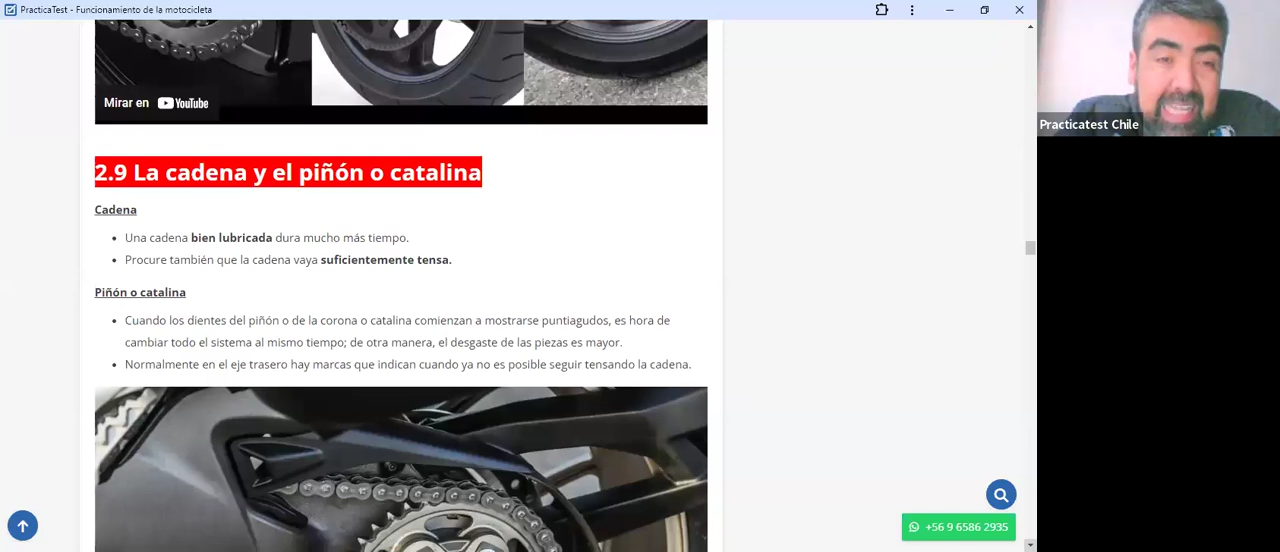 PracticaTest - Funcionamiento de la motocicleta
Mirar en YouTube
Practicatest Chile
2.9 La cadena y el piñón o catalina
Cadena
Una cadena bien lubricada dura mucho más tiempo.
Procure también que la cadena vaya suficientemente tensa.
Piñón o catalina
Cuando los dientes del piñón o de la corona o catalina comienzan a mostrarse puntiagudos, es hora de
cambiar todo el sistema al mismo tiempo; de otra manera, el desgaste de las piezas es mayor.
Normalmente en el eje trasero hay marcas que indican cuando ya no es posible seguir tensando la cadena.
+56 9 6586 2935